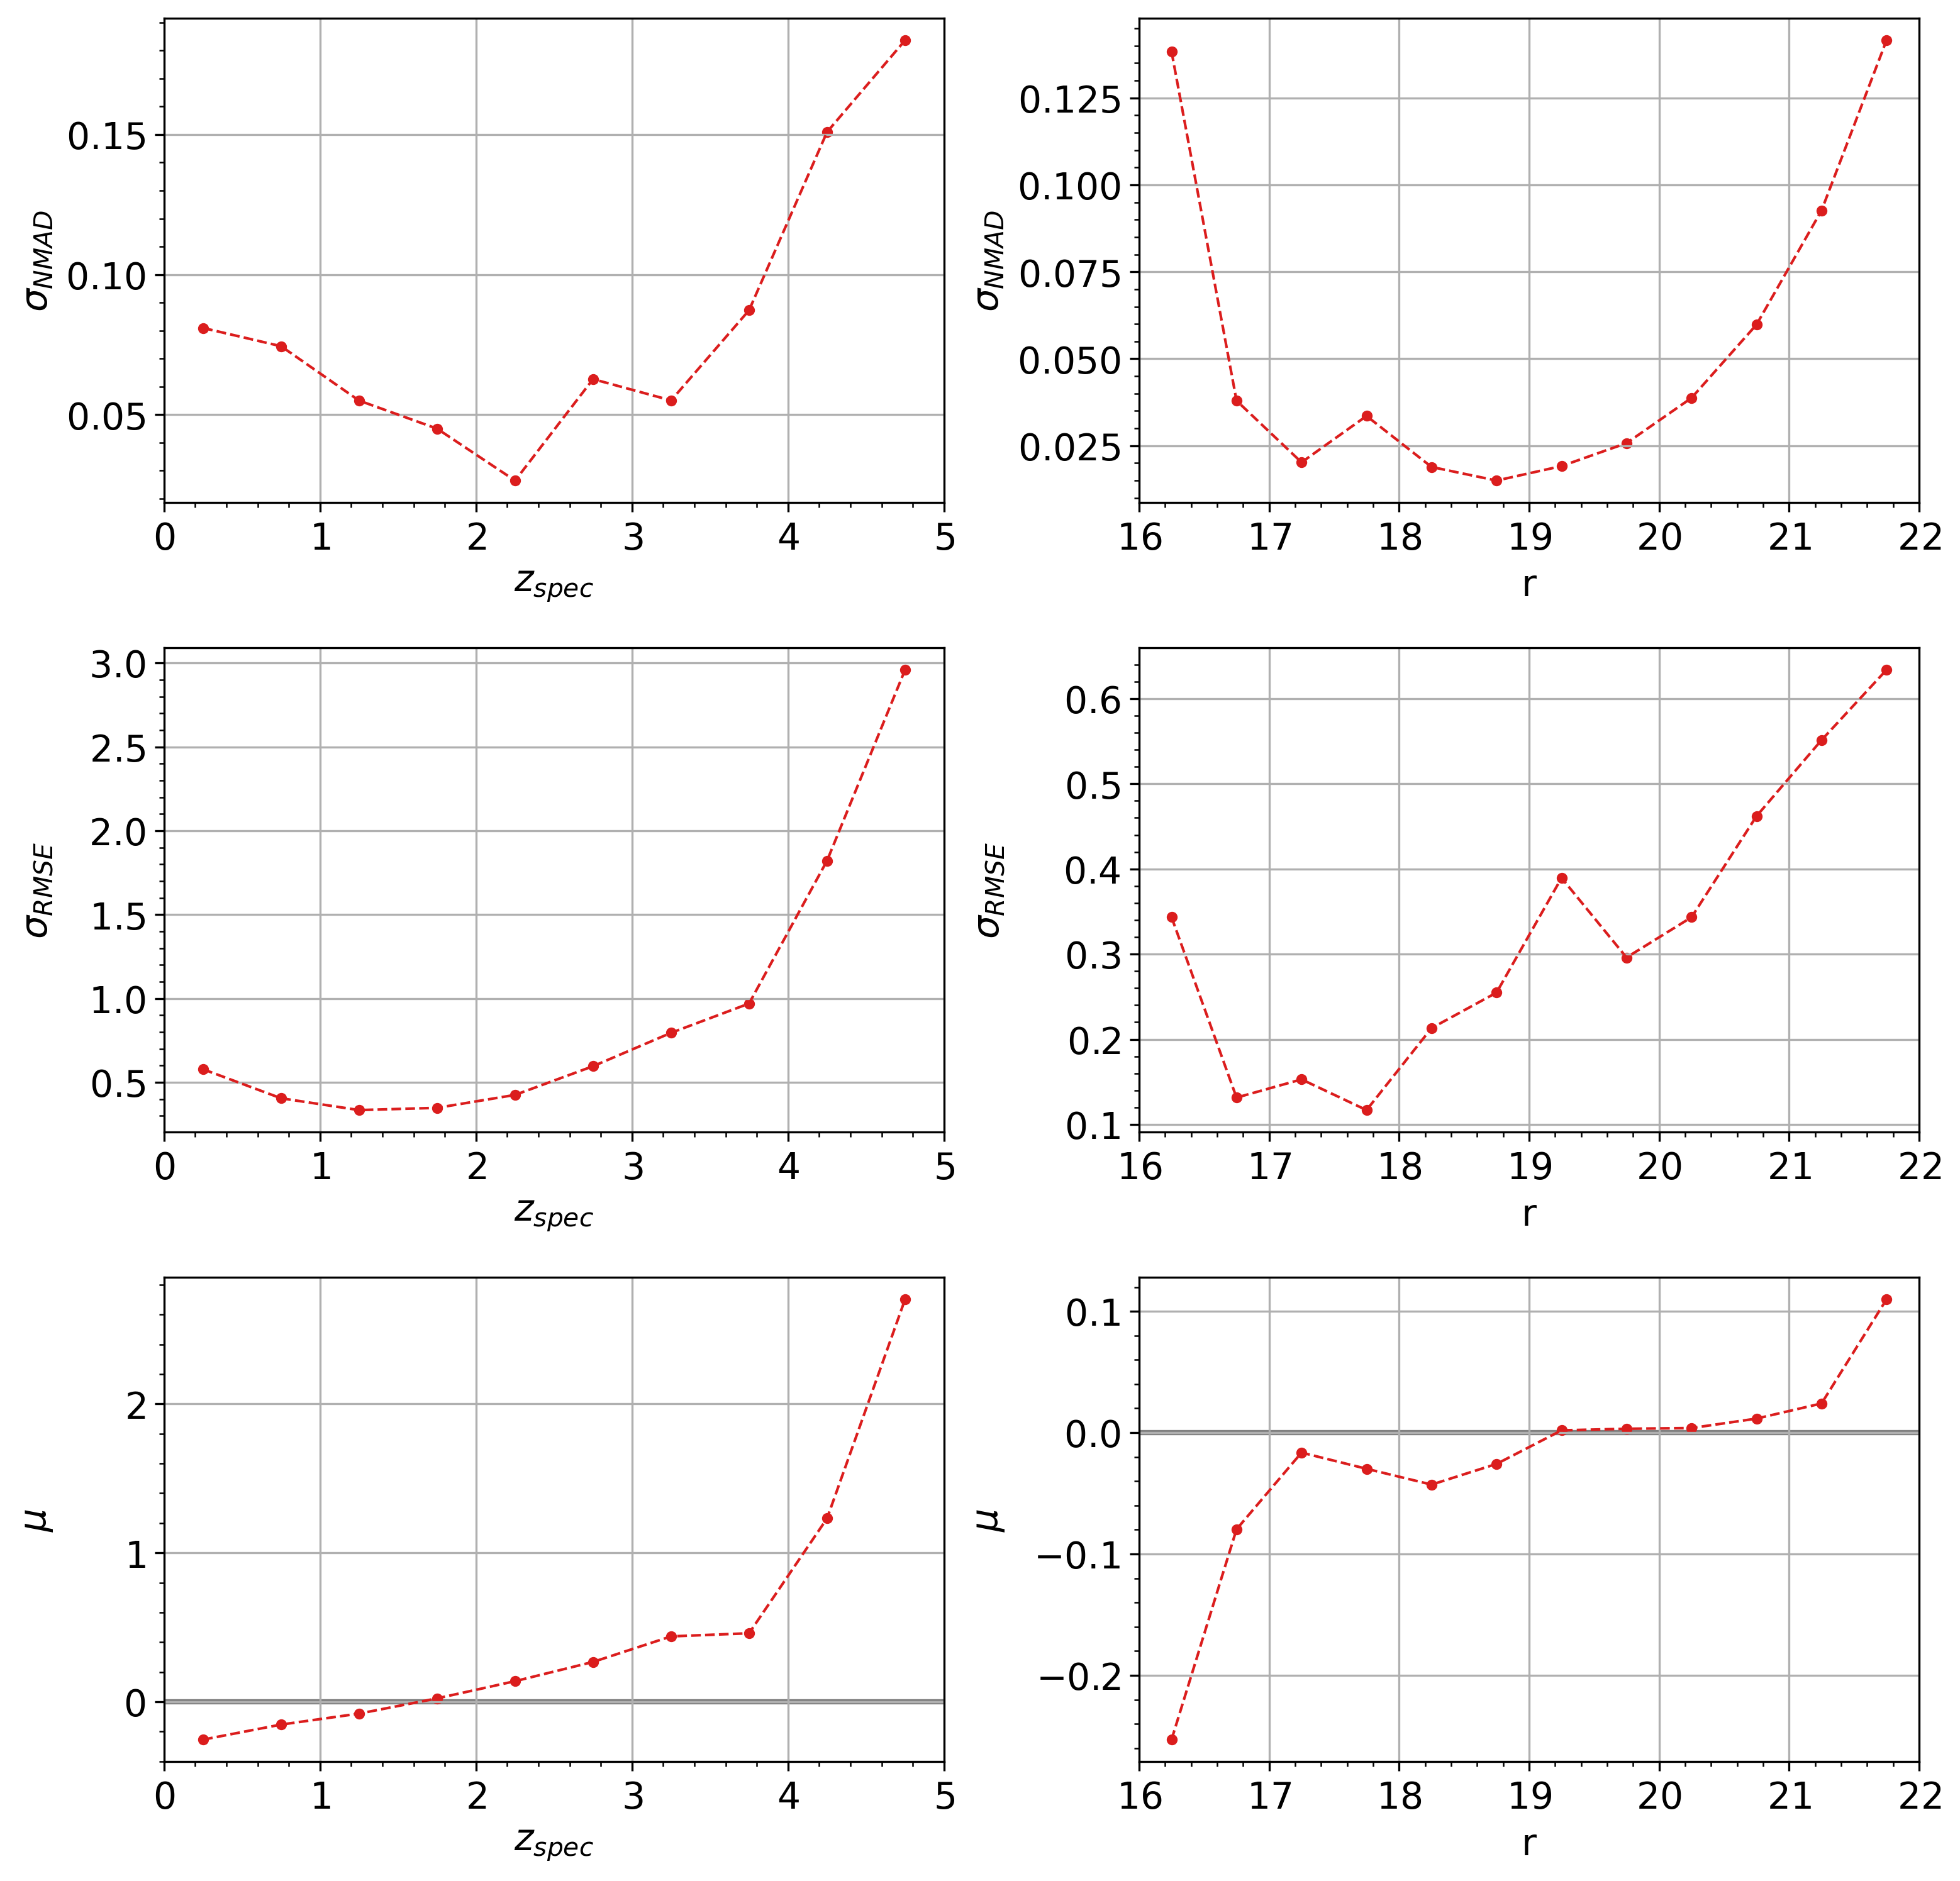 0.15
0.10
0.05
σNMAD
0 1 2 3 4 5
zspec
0.125
0.100
0.075
0.050
0.025
σNMAD
16 17 18 19 20 21 22
r
3.0
2.5
2.0
1.5
1.0
0.5
σRMSE
0 1 2 3 4 5
zspec
0.6
0.5
0.4
0.3
0.2
0.1
σRMSE
16 17 18 19 20 21 22
r
2
1
0
μ
0 1 2 3 4 5
zspec
0.1
0.0
−0.1
−0.2
μ
16 17 18 19 20 21 22
r